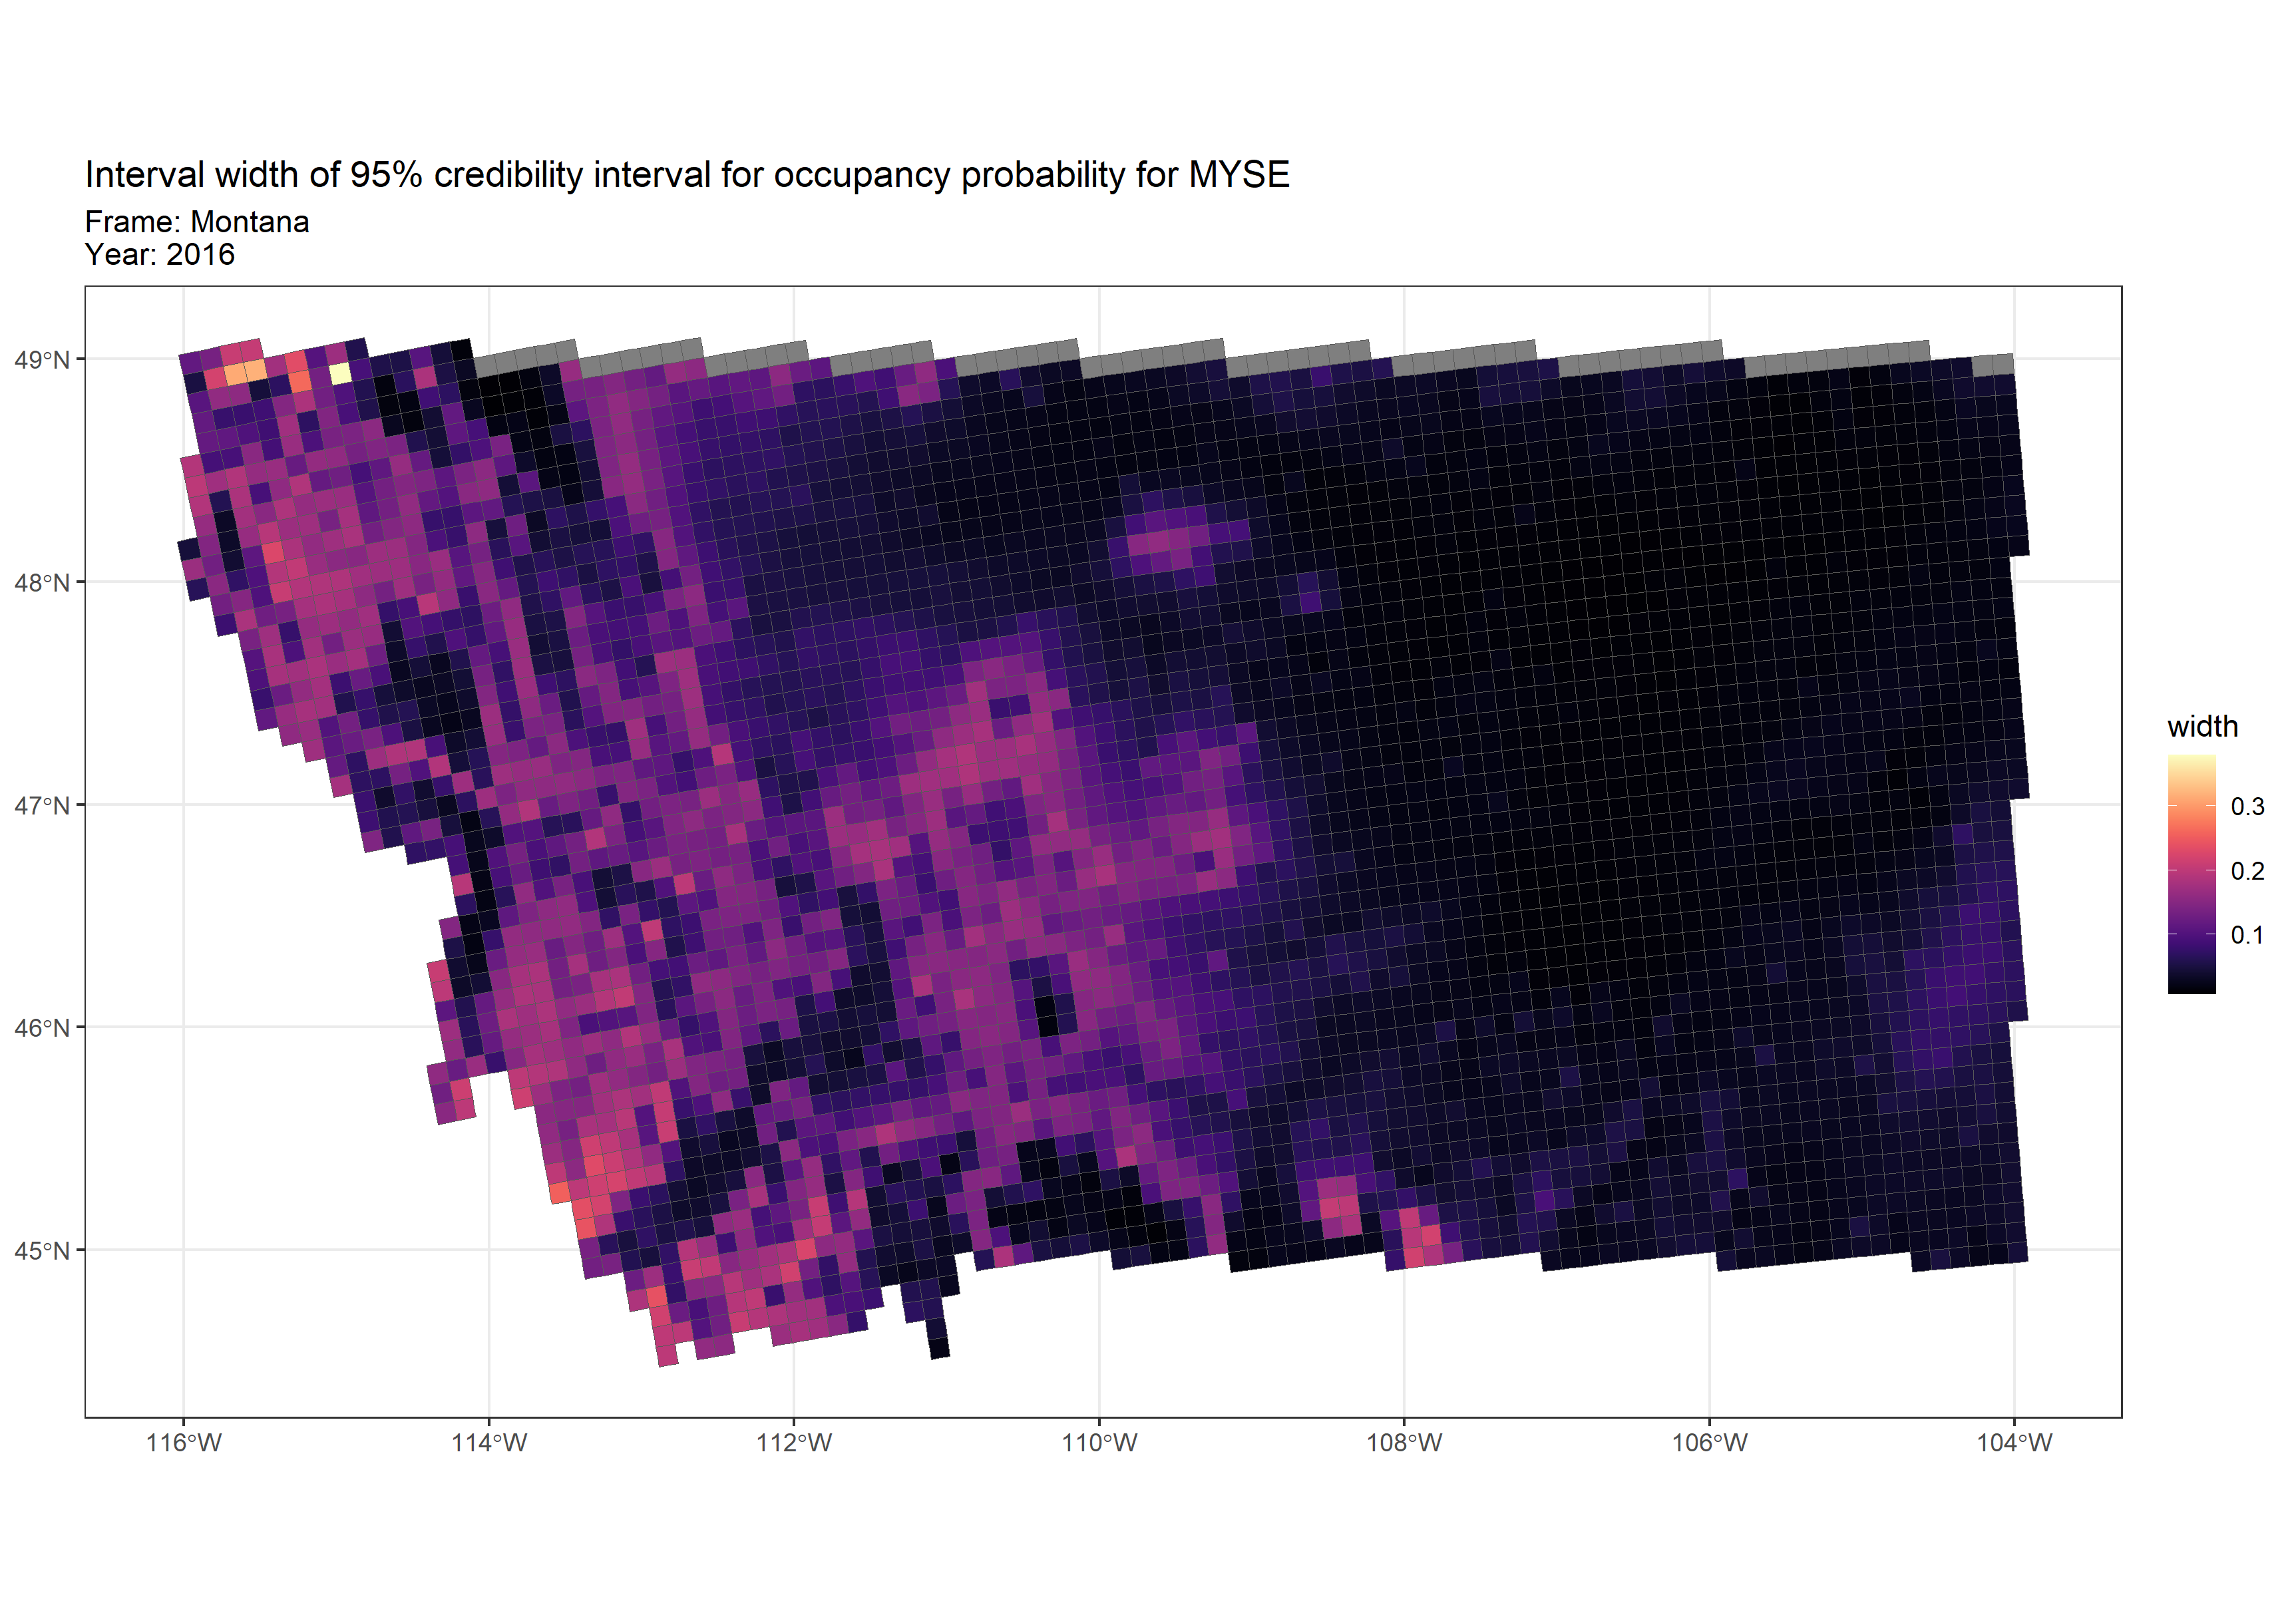 Interval width of 95% credibility interval for occupancy probability for MYSE
Frame: Montana
Year: 2016
49°N
48°N
47°N
46°N
45°N
116°W
114°W
112°W
110°W
108°W
106°W
104°W
width
0.3
0.2
0.1